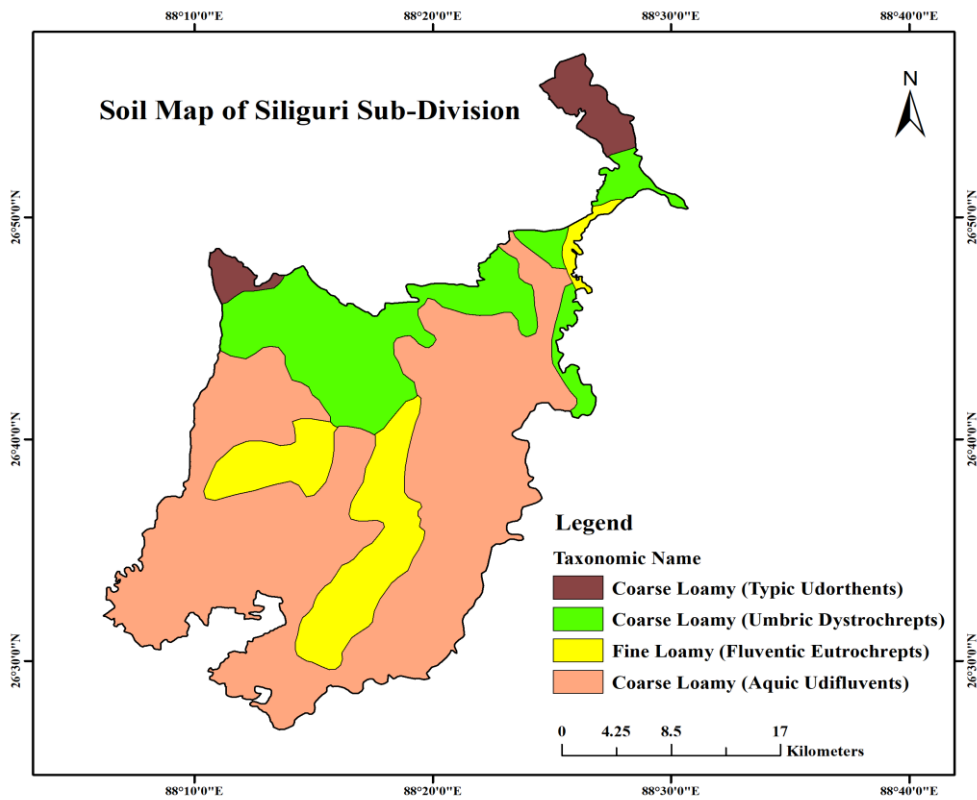 88°10'0"E 88°20'0"E 88°30'0"E 88°40'0"E
Soil Map of Siliguri Sub-Division
N
26°50'0"N 26°50'0"N
26°40'0"N 26°40'0"N
Legend
Taxonomic Name
Coarse Loamy (Typic Udorthents)
Coarse Loamy (Umbric Dystrochrepts)
Fine Loamy (Fluventic Eutrochrepts)
26°30'0"N 26°30'0"N
Coarse Loamy (Aquic Udifluvents)
0 4.25 8.5 17
Kilometers
88°10'0"E 88°20'0"E 88°30'0"E 88°40'0"E